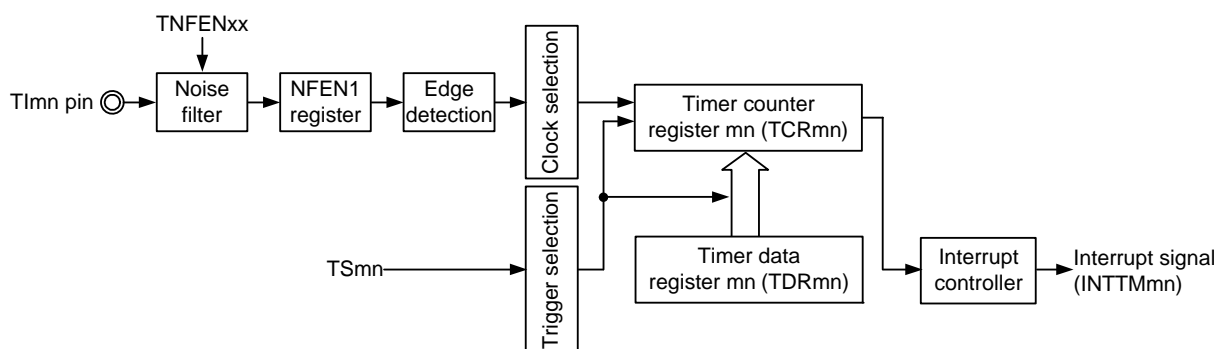 TNFENxx
TImn pin
Noise
filter
NFEN1
register
Edge
detection
Clock selection
Timer counter
register mn (TCRmn)
TSmn
Trigger selection
Timer data
register mn (TDRmn)
Interrupt
controller
Interrupt signal
(INTTMmn)